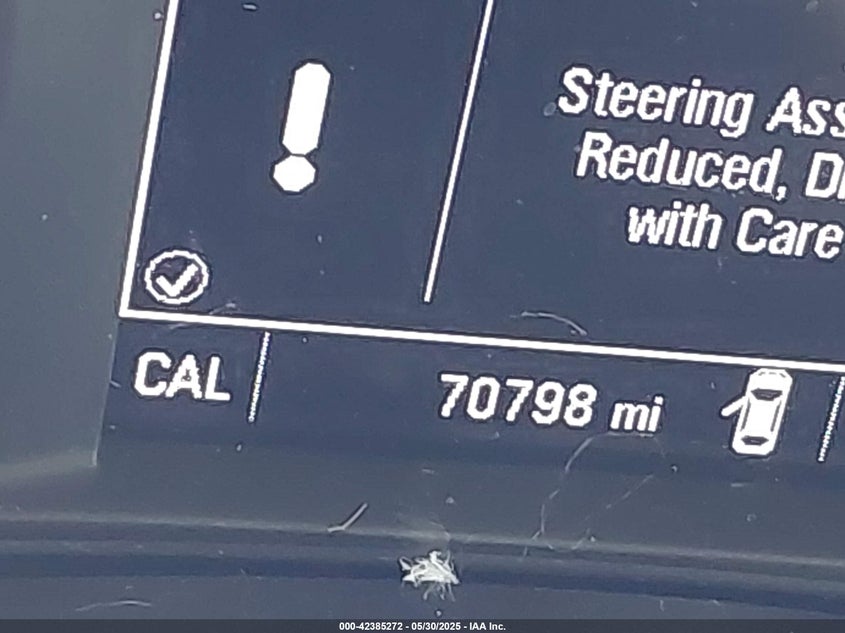 Steering Ass
Reduced, D
with Care
CAL
70798 mi
000-42385272 - 05/30/2025 - IAA Inc.